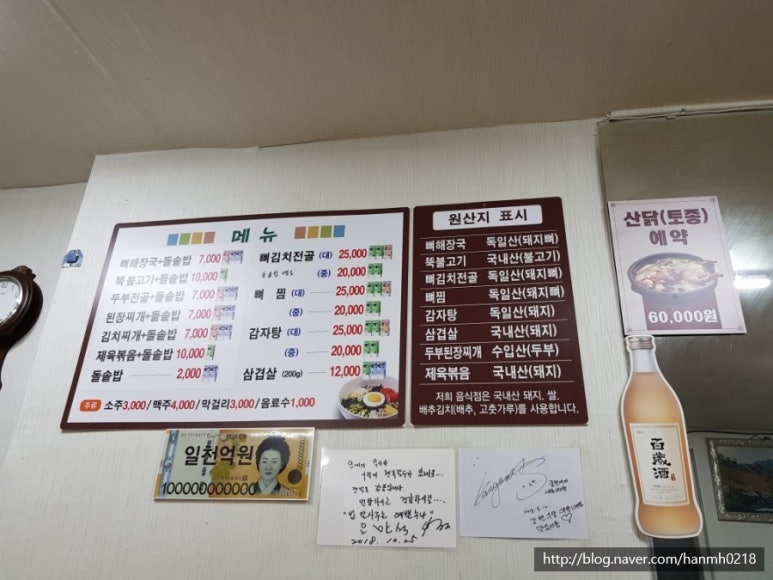 메뉴
뼈해장국+돌솥밥 7,000
뚝불고기+돌솥밥 10,000
두부전골+돌솥밥 7,000
된장찌개+돌솥밥 7,000
김치찌개+돌솥밥 7,000
제육볶음+돌솥밥 10,000
돌솥밥 2,000
뼈김치전골 (대) 25,000
(중) 20,000
뼈 찜 (대) 25,000
(중) 20,000
감자탕 (대) 25,000
(중) 20,000
삼겹살 (200g) 12,000
주류 소주3,000/맥주4,000/막걸리3,000/음료수1,000
원산지 표시
뼈해장국 독일산(돼지뼈)
뚝불고기 국내산(불고기)
뼈김치전골 독일산(돼지뼈)
뼈찜 독일산(돼지뼈)
감자탕 독일산(돼지)
삼겹살 국내산(돼지)
두부된장찌개 수입산(두부)
제육볶음 국내산(돼지)
저희 음식점은 국내산 돼지. 쌀.
배추김치(배추, 고춧가루)를 사용합니다.
산닭(토종)
예약
60,000원
百歲酒
일천억원
100000000000
2018. 10. 25
http://blog.naver.com/hanmh0218